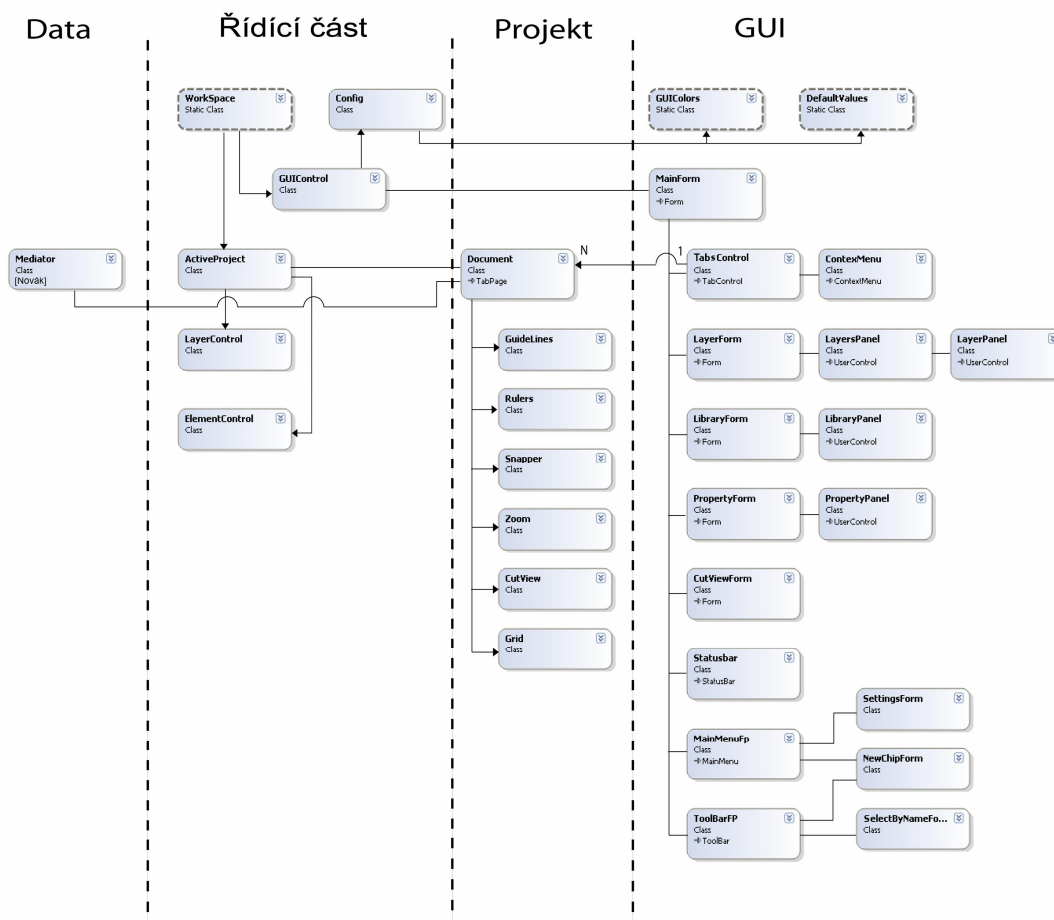 Data
Řídící část
Projekt
GUI
WorkSpace
Static Class
Config
Class
GUIColors
Static Class
DefaultValues
Static Class
GUIControl
Class
MainForm
Class
Form
Mediator
Class
[Novák]
ActiveProject
Class
Document
Class
TabPage
N
1
TabsControl
Class
TabControl
ContexMenu
Class
ContextMenu
LayerControl
Class
GuideLines
Class
LayerForm
Class
Form
LayersPanel
Class
UserControl
LayerPanel
Class
UserControl
ElementControl
Class
Rulers
Class
LibraryForm
Class
Form
LibraryPanel
Class
UserControl
Snapper
Class
Zoom
Class
PropertyForm
Class
Form
PropertyPanel
Class
UserControl
CutView
Class
CutViewForm
Class
Form
Grid
Class
Statusbar
Class
StatusBar
SettingsForm
Class
MainMenuFp
Class
MainMenu
NewChipForm
Class
ToolBarFP
Class
ToolBar
SelectByNameFo...
Class